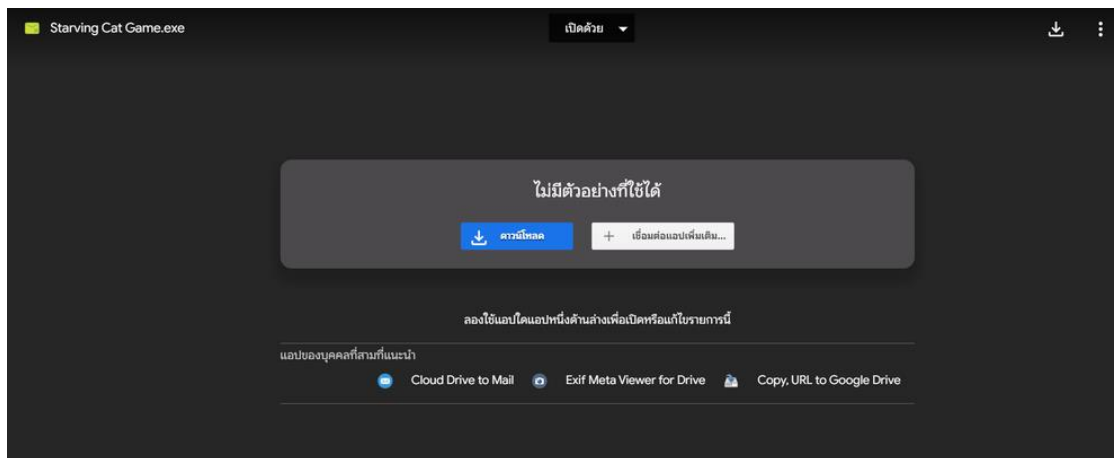 Starving Cat Game.exe
เปิดด้วย
ไม่มีตัวอย่างที่ใช้ได้
ดาวน์โหลด
+ เชื่อมต่อแอปเพิ่มเติม...
ลองใช้แอปใดแอปหนึ่งด้านล่างเพื่อเปิดหรือแก้ไขรายการนี้
แอปของบุคคลที่สามที่แนะนำ
Cloud Drive to Mail
Exif Meta Viewer for Drive
Copy, URL to Google Drive